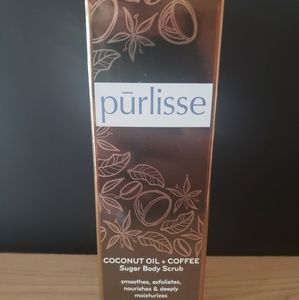 pūrlisse
COCONUT OIL + COFFEE
Sugar Body Scrub
smoothes, exfoliates,
nourishes & deeply
moisturizes